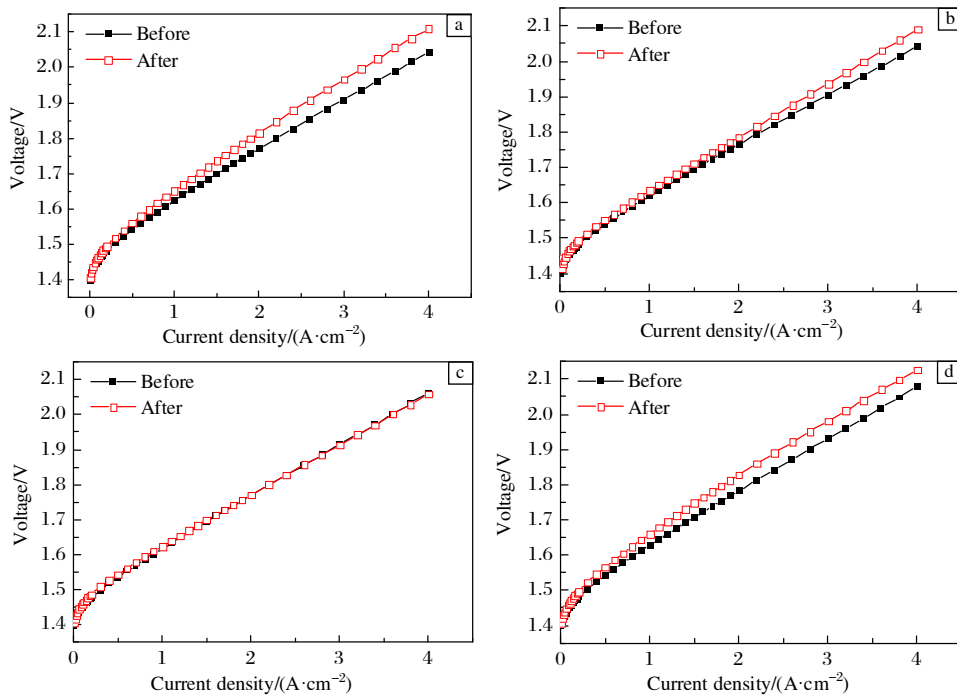 a
Before
After
2.1
2.0
1.9
1.8
1.7
1.6
1.5
1.4
Voltage/V
0 1 2 3 4
Current density/(A·cm⁻²)
b
Before
After
2.1
2.0
1.9
1.8
1.7
1.6
1.5
1.4
Voltage/V
0 1 2 3 4
Current density/(A·cm⁻²)
c
Before
After
2.1
2.0
1.9
1.8
1.7
1.6
1.5
1.4
Voltage/V
0 1 2 3 4
Current density/(A·cm⁻²)
d
Before
After
2.1
2.0
1.9
1.8
1.7
1.6
1.5
1.4
Voltage/V
0 1 2 3 4
Current density/(A·cm⁻²)